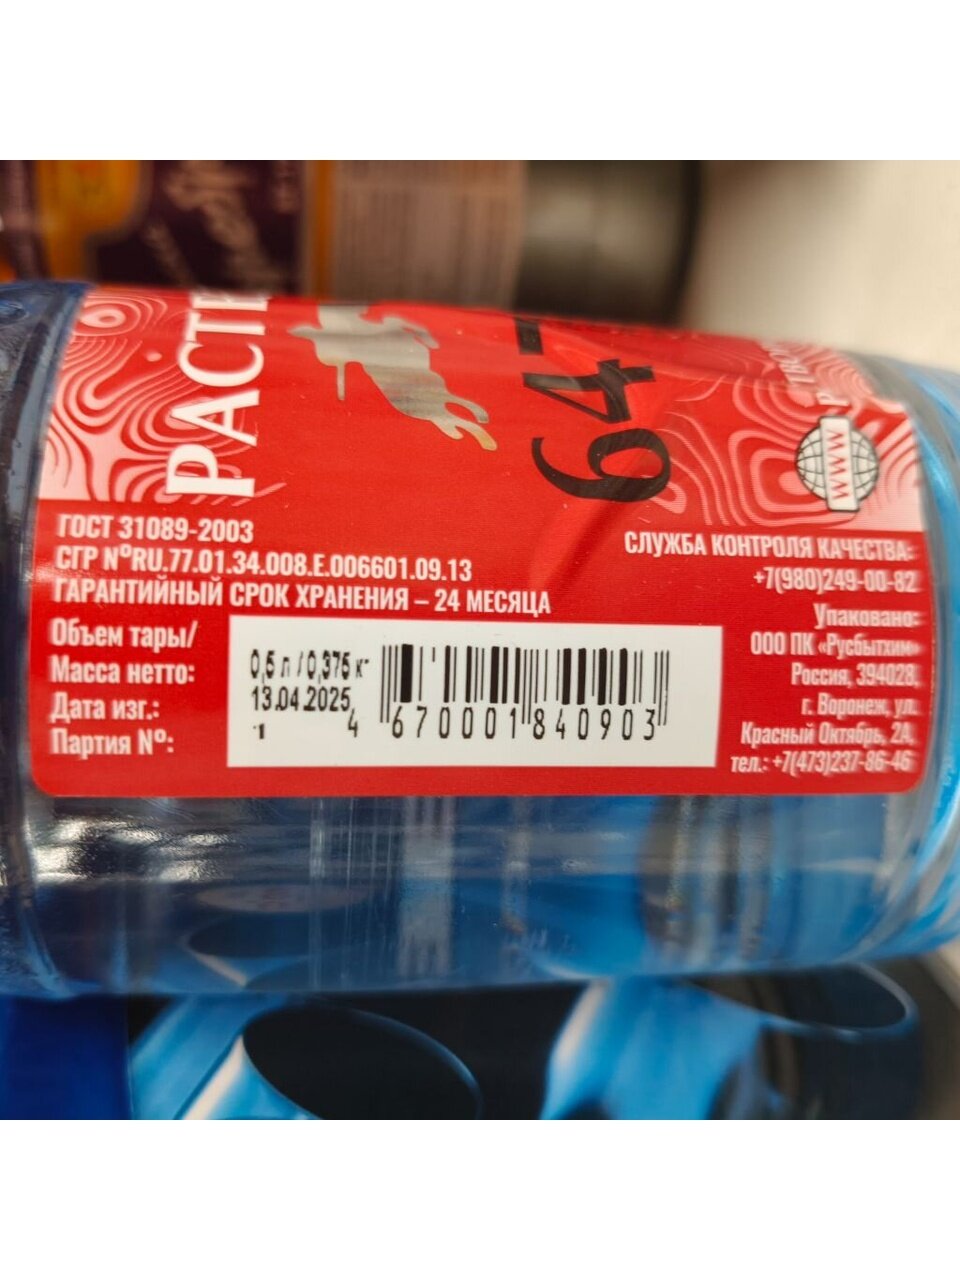 РАСТВ
64
WWW
ГОСТ 31089-2003
СГР №RU.77.01.34.008.Е.006601.09.13
ГАРАНТИЙНЫЙ СРОК ХРАНЕНИЯ – 24 МЕСЯЦА
Объем тары/
Масса нетто:
Дата изг.:
Партия №:
0,5 л / 0,375 кг
13.04.2025
1
4 670001 840903
СЛУЖБА КОНТРОЛЯ КАЧЕСТВА:
+7(980)249-00-82
Упаковано:
ООО ПК «Русбытхим»
Россия, 394028,
г. Воронеж, ул.
Красный Октябрь, 2А,
тел.: +7(473)237-86-46